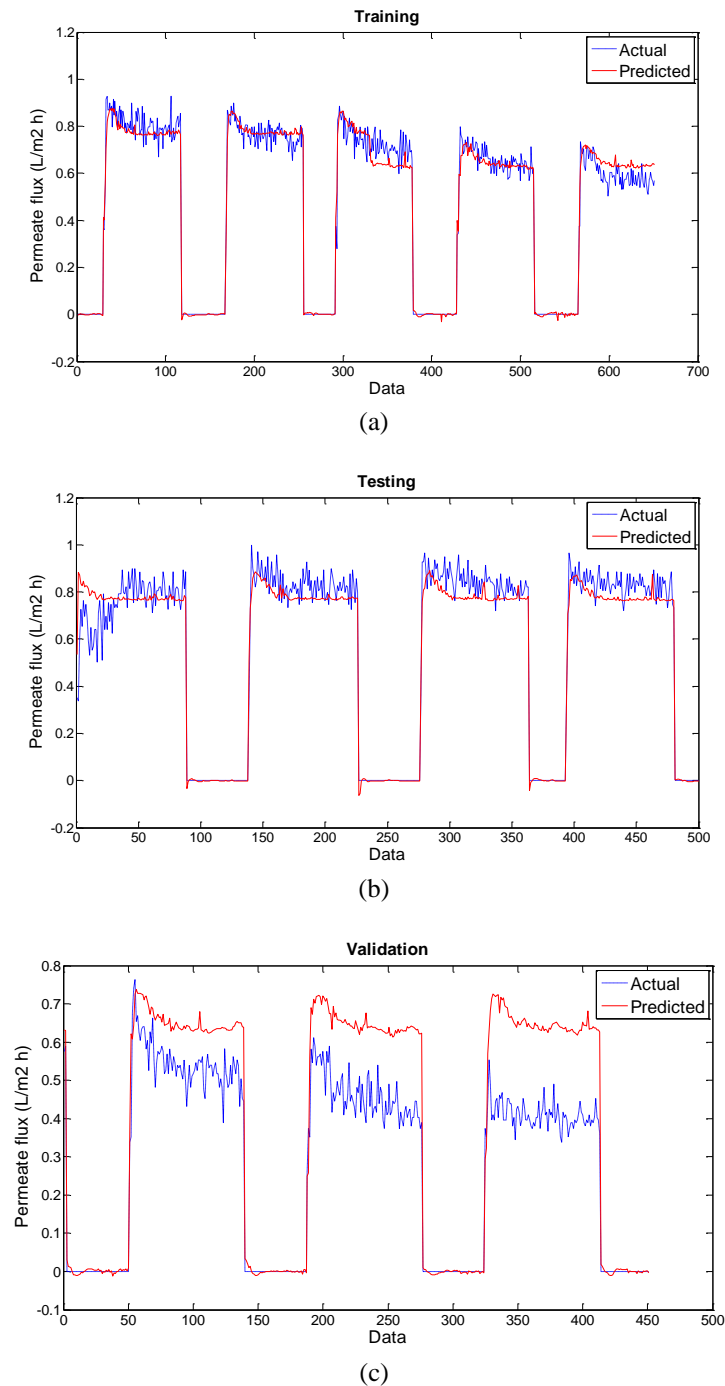 Training
1.2
1
0.8
0.6
0.4
0.2
0
-0.2
Permeate flux (L/m2 h)
Actual
Predicted
0 100 200 300 400 500 600 700
Data
(a)
Testing
1.2
1
0.8
0.6
0.4
0.2
0
-0.2
Permeate flux (L/m2 h)
Actual
Predicted
0 50 100 150 200 250 300 350 400 450 500
Data
(b)
Validation
0.8
0.7
0.6
0.5
0.4
0.3
0.2
0.1
0
-0.1
Permeate flux (L/m2 h)
Actual
Predicted
0 50 100 150 200 250 300 350 400 450 500
Data
(c)